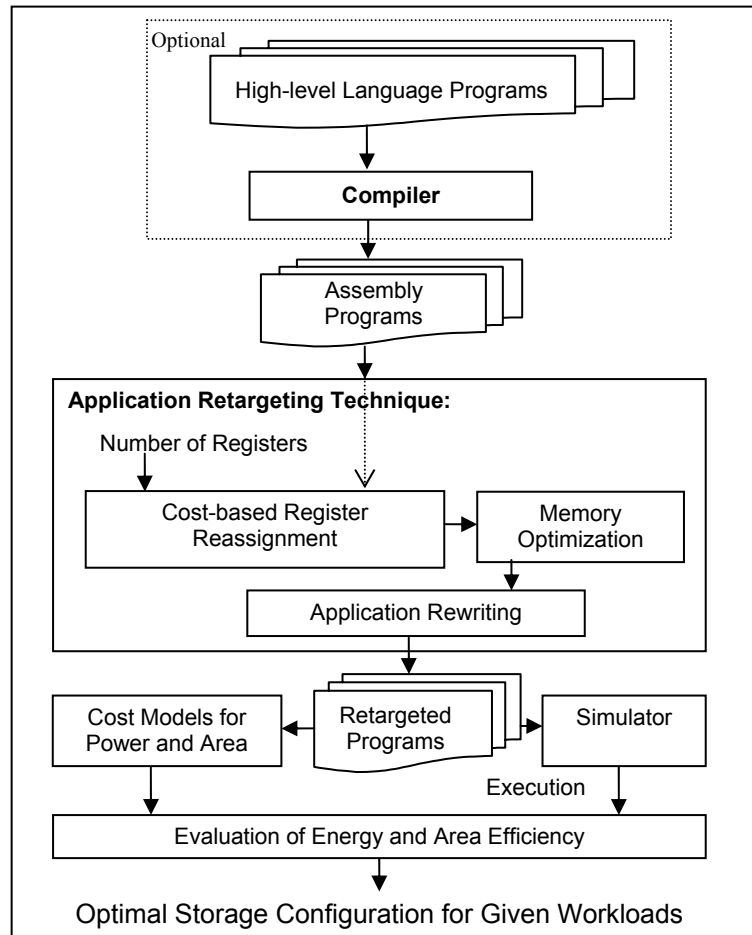 Optional
High-level Language Programs
Compiler
Assembly
Programs
Application Retargeting Technique:
Number of Registers
Cost-based Register
Reassignment
Memory
Optimization
Application Rewriting
Cost Models for
Power and Area
Retargeted
Programs
Simulator
Execution
Evaluation of Energy and Area Efficiency
Optimal Storage Configuration for Given Workloads